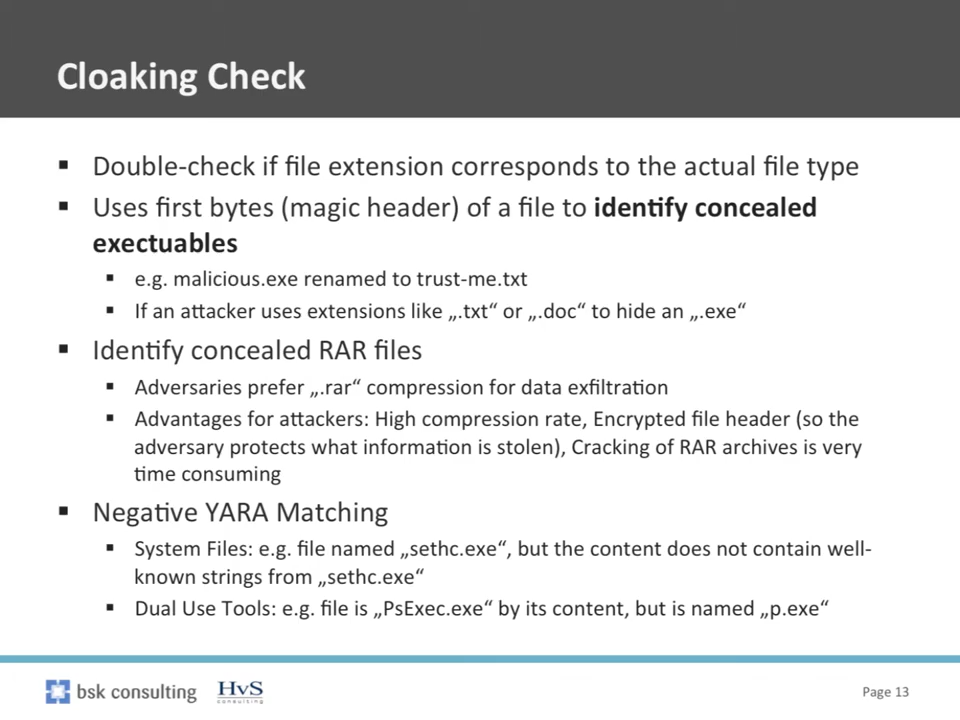 Cloaking Check
▪ Double-check if file extension corresponds to the actual file type
▪ Uses first bytes (magic header) of a file to identify concealed
exectuables
▪ e.g. malicious.exe renamed to trust-me.txt
▪ If an attacker uses extensions like „.txt“ or „.doc“ to hide an „.exe“
▪ Identify concealed RAR files
▪ Adversaries prefer „.rar“ compression for data exfiltration
▪ Advantages for attackers: High compression rate, Encrypted file header (so the
adversary protects what information is stolen), Cracking of RAR archives is very
time consuming
▪ Negative YARA Matching
▪ System Files: e.g. file named „sethc.exe“, but the content does not contain well-
known strings from „sethc.exe“
▪ Dual Use Tools: e.g. file is „PsExec.exe“ by its content, but is named „p.exe“
bsk consulting
HvS
consulting
Page 13